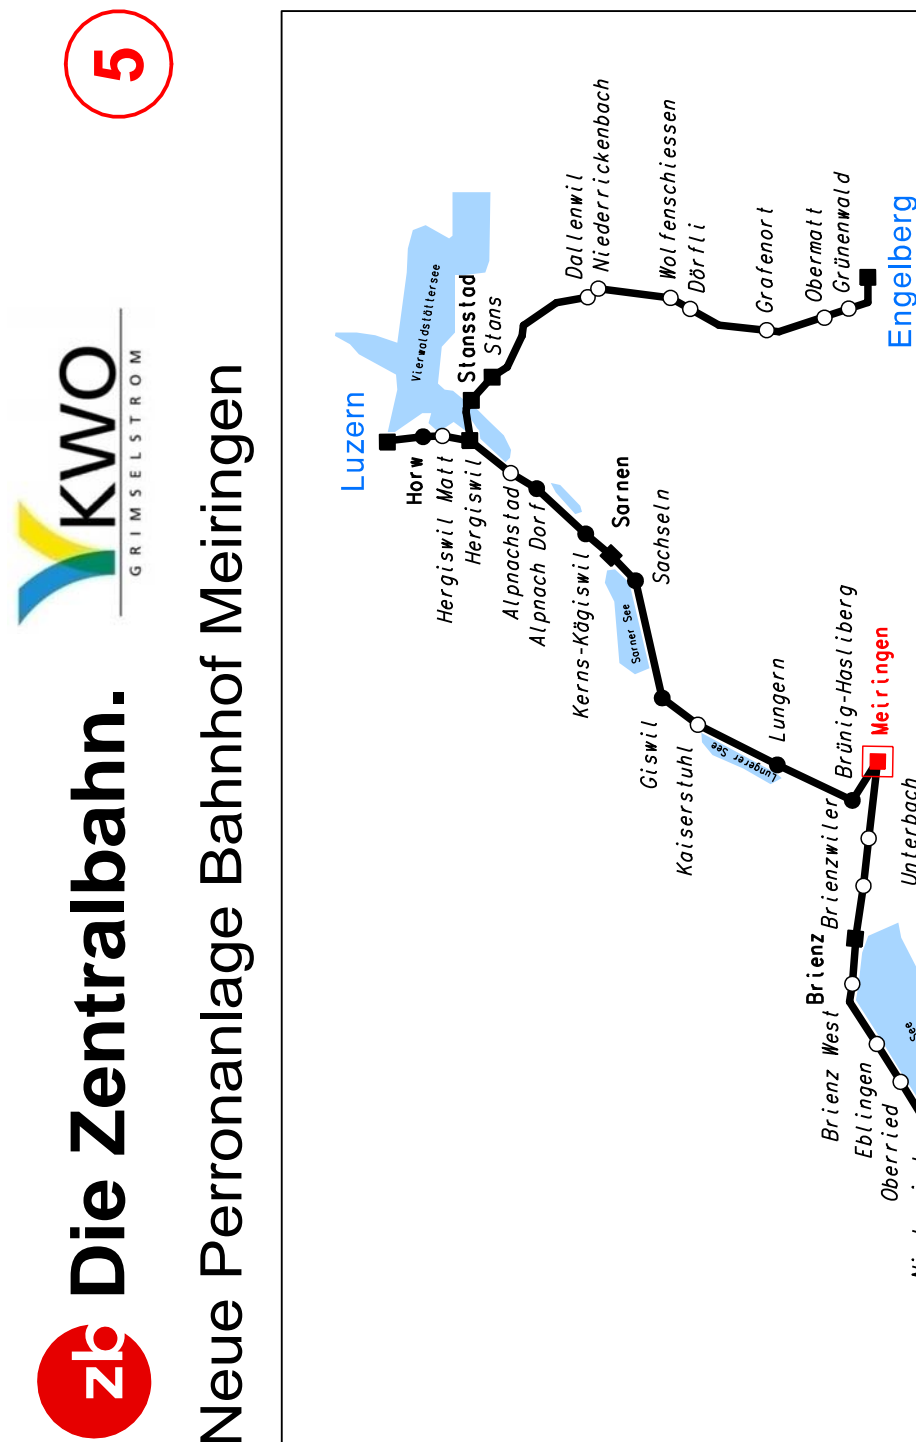 zb Die Zentralbahn.
KWO
GRIMSELSTROM
5
Neue Perronanlage Bahnhof Meiringen
Luzern
Horw
Hergiswil Matt
Hergiswil
Vierwaldstättersee
Stansstad
Stans
Dallenwil
Niederrickenbach
Wolfenschiessen
Dörfli
Grafenort
Obermatt
Grünenwald
Engelberg
Alpnachstad
Alpnach Dorf
Kerns-Kägiswil
Sarnen
Sachseln
Sarner See
Giswil
Kaiserstuhl
Lungerer See
Lungern
Brünig-Hasliberg
Meiringen
Unterbach
Brienzwiler
Brienz
Brienz West
Eblingen
Oberried
See